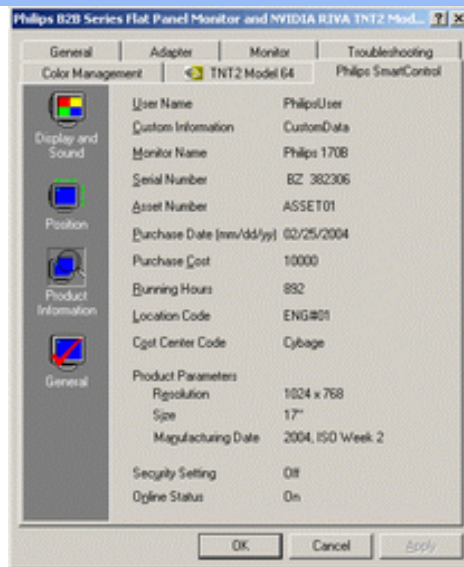 Philips B2B Series Flat Panel Monitor and NVIDIA RIVA TNT2 Mod... ? X
General Adapter Monitor Troubleshooting
Color Management TNT2 Model 64 Philips SmartControl
Display and
Sound
Position
Product
Information
General
User Name PhilipsUser
Custom Information CustomData
Monitor Name Philips 170B
Serial Number BZ 382306
Asset Number ASSET01
Purchase Date (mm/dd/yy) 02/25/2004
Purchase Cost 10000
Running Hours 892
Location Code ENG#01
Cost Center Code Cybage
Product Parameters
Resolution 1024 x 768
Size 17"
Manufacturing Date 2004, ISO Week 2
Security Setting Off
Online Status On
OK Cancel Apply